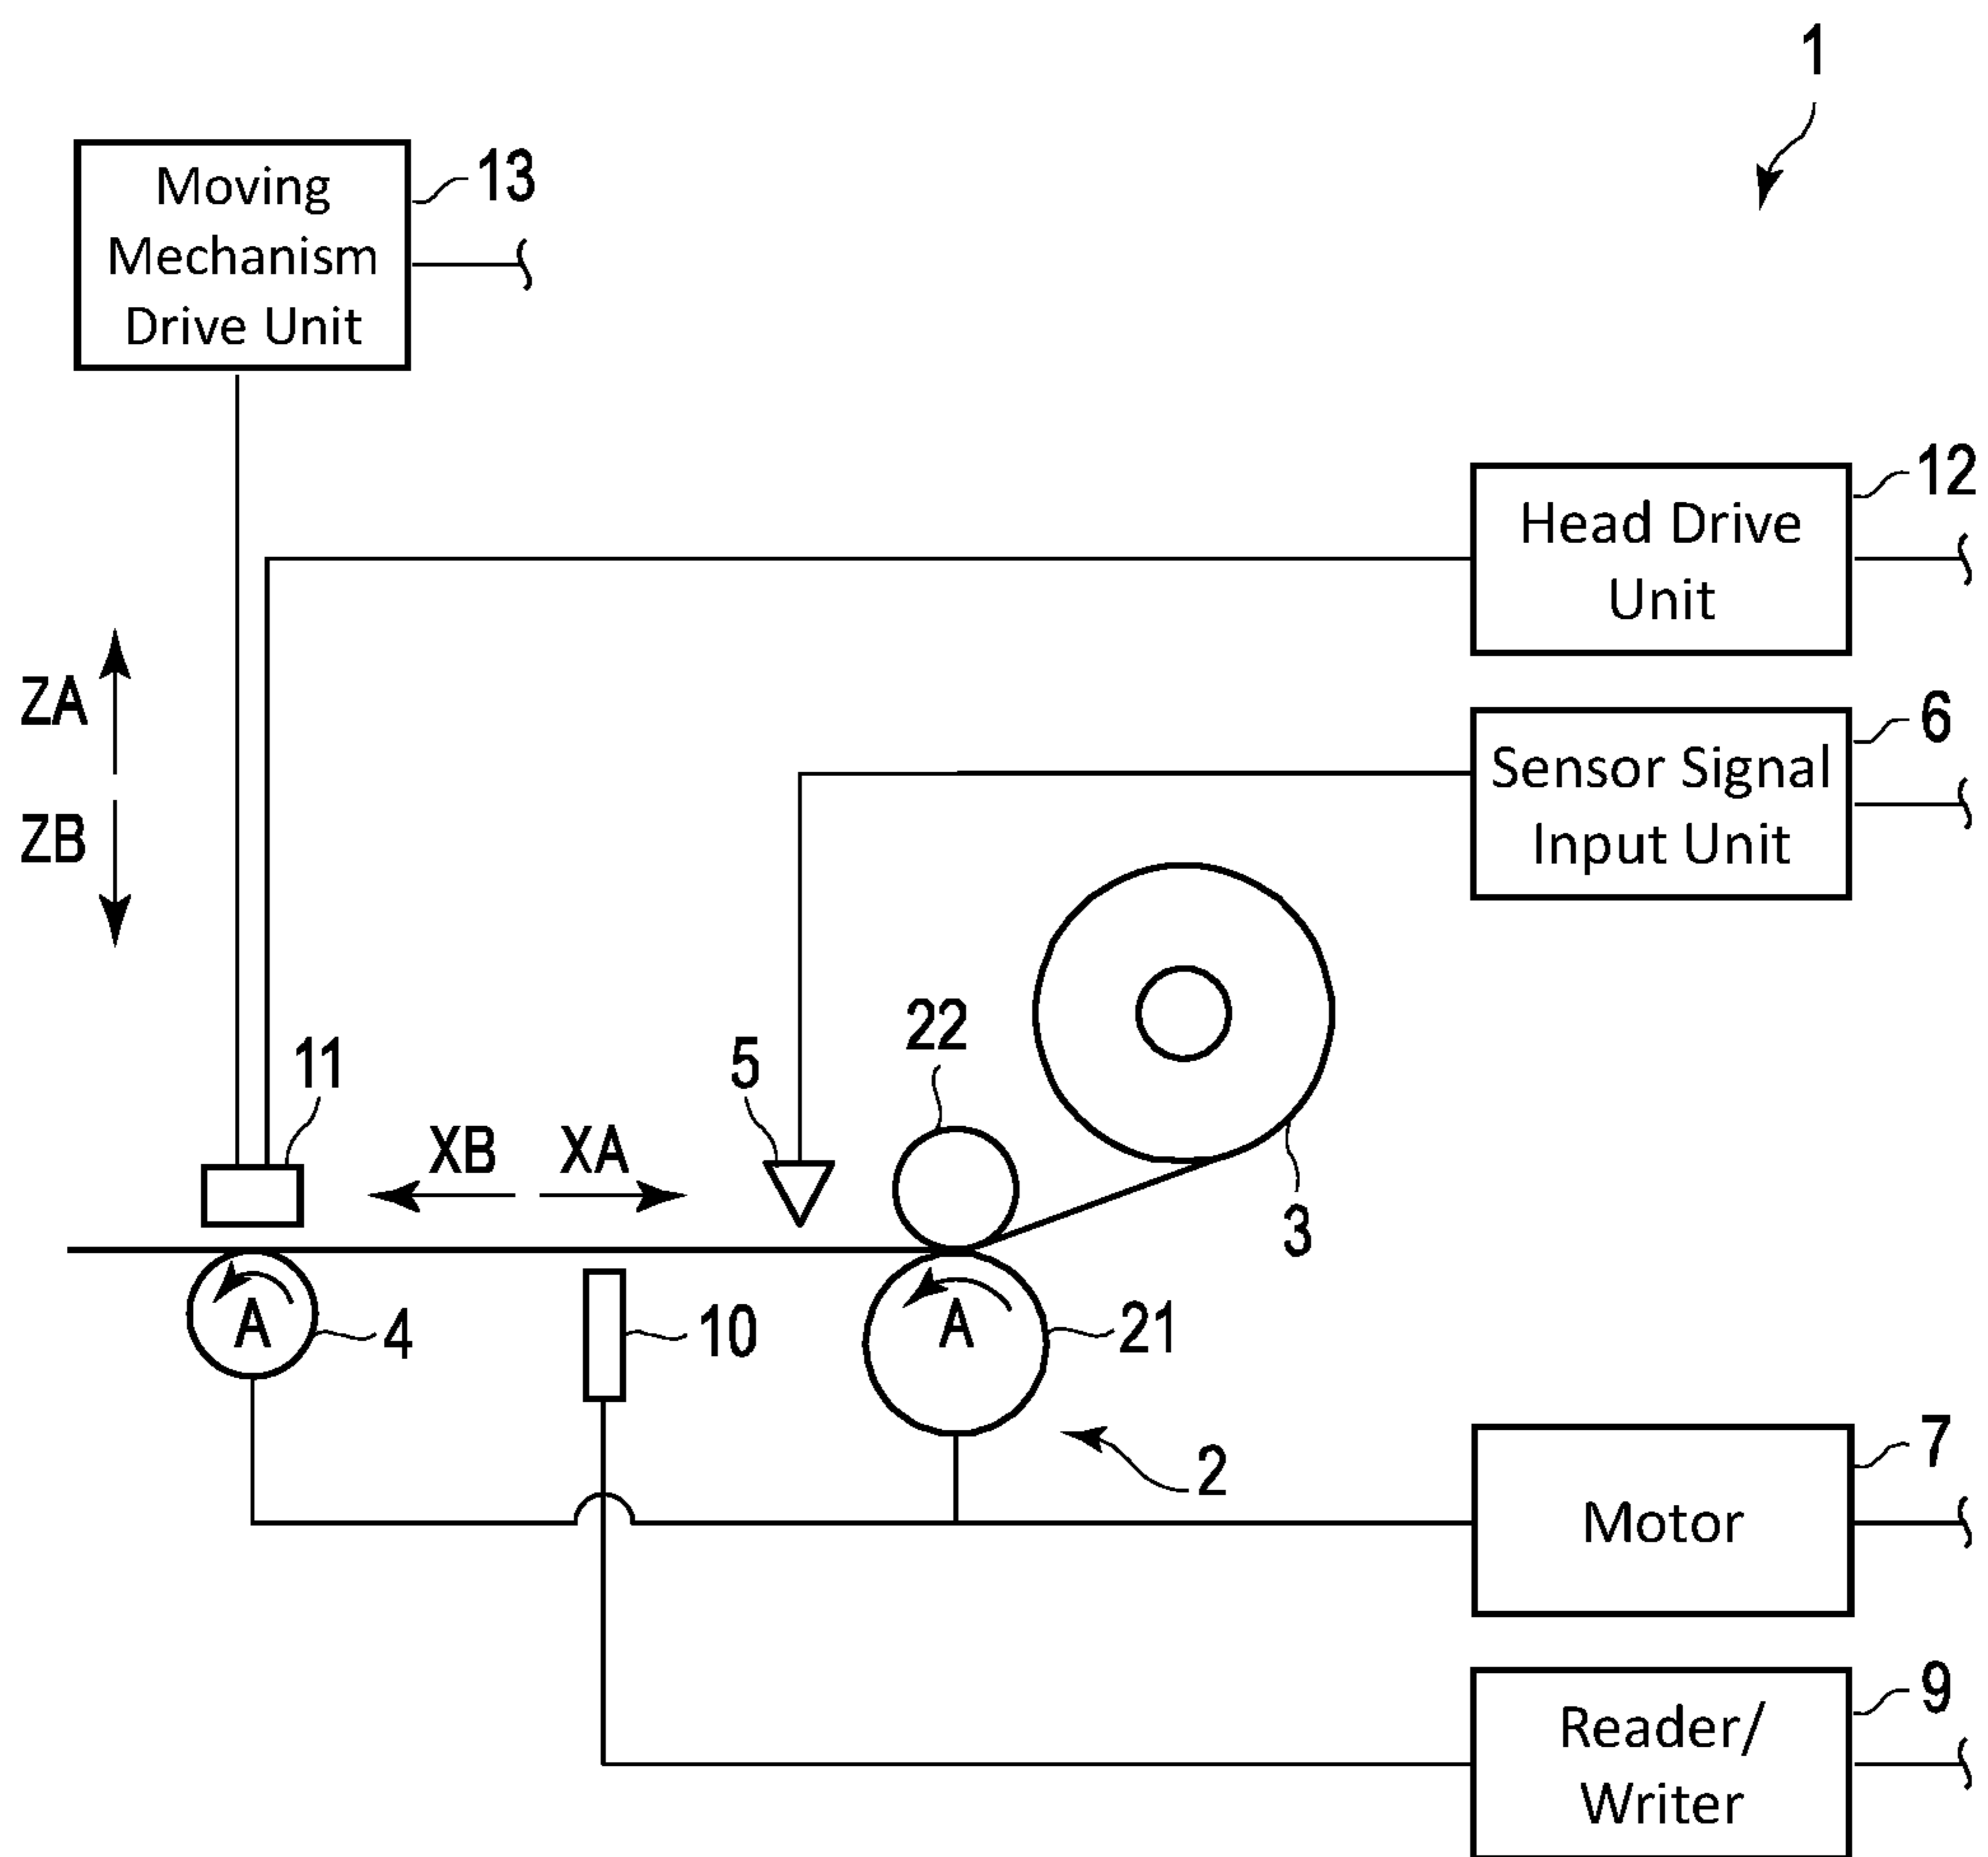 1
Moving
Mechanism
Drive Unit
13
Head Drive
Unit
12
ZA
ZB
Sensor Signal
Input Unit
6
22
5
11
XB
XA
3
A
4
10
A
21
2
Motor
7
Reader/
Writer
9